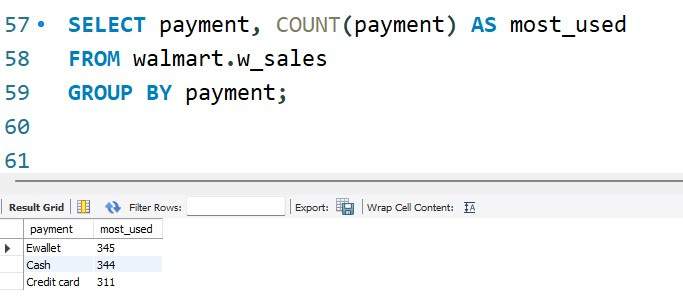 57 SELECT payment, COUNT(payment) AS most_used
58 FROM walmart.w_sales
59 GROUP BY payment;
60
61
Result Grid Filter Rows: Export: Wrap Cell Content: IA
payment most_used
Ewallet 345
Cash 344
Credit card 311